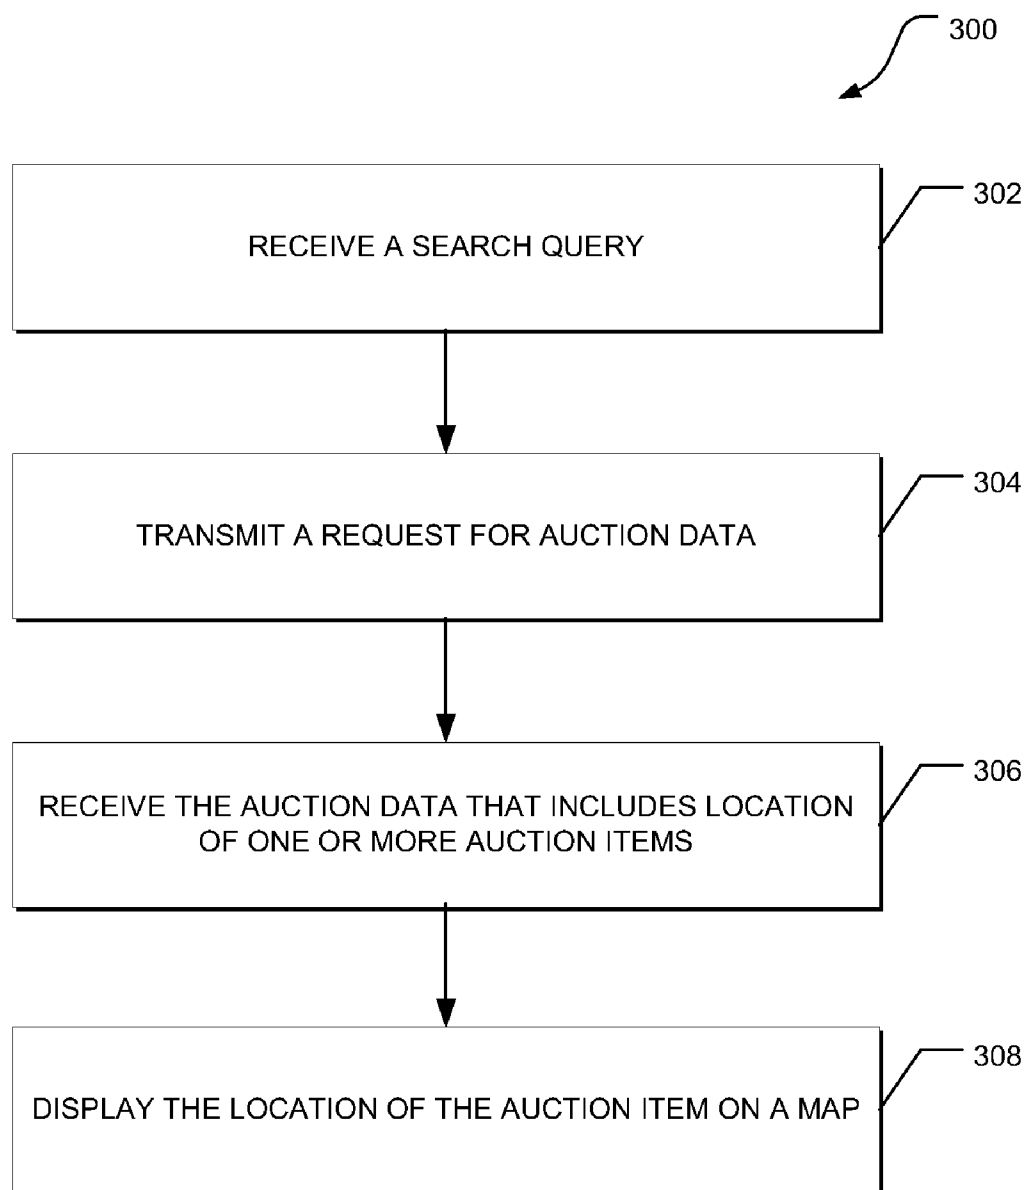 300
302
RECEIVE A SEARCH QUERY
304
TRANSMIT A REQUEST FOR AUCTION DATA
306
RECEIVE THE AUCTION DATA THAT INCLUDES LOCATION
OF ONE OR MORE AUCTION ITEMS
308
DISPLAY THE LOCATION OF THE AUCTION ITEM ON A MAP